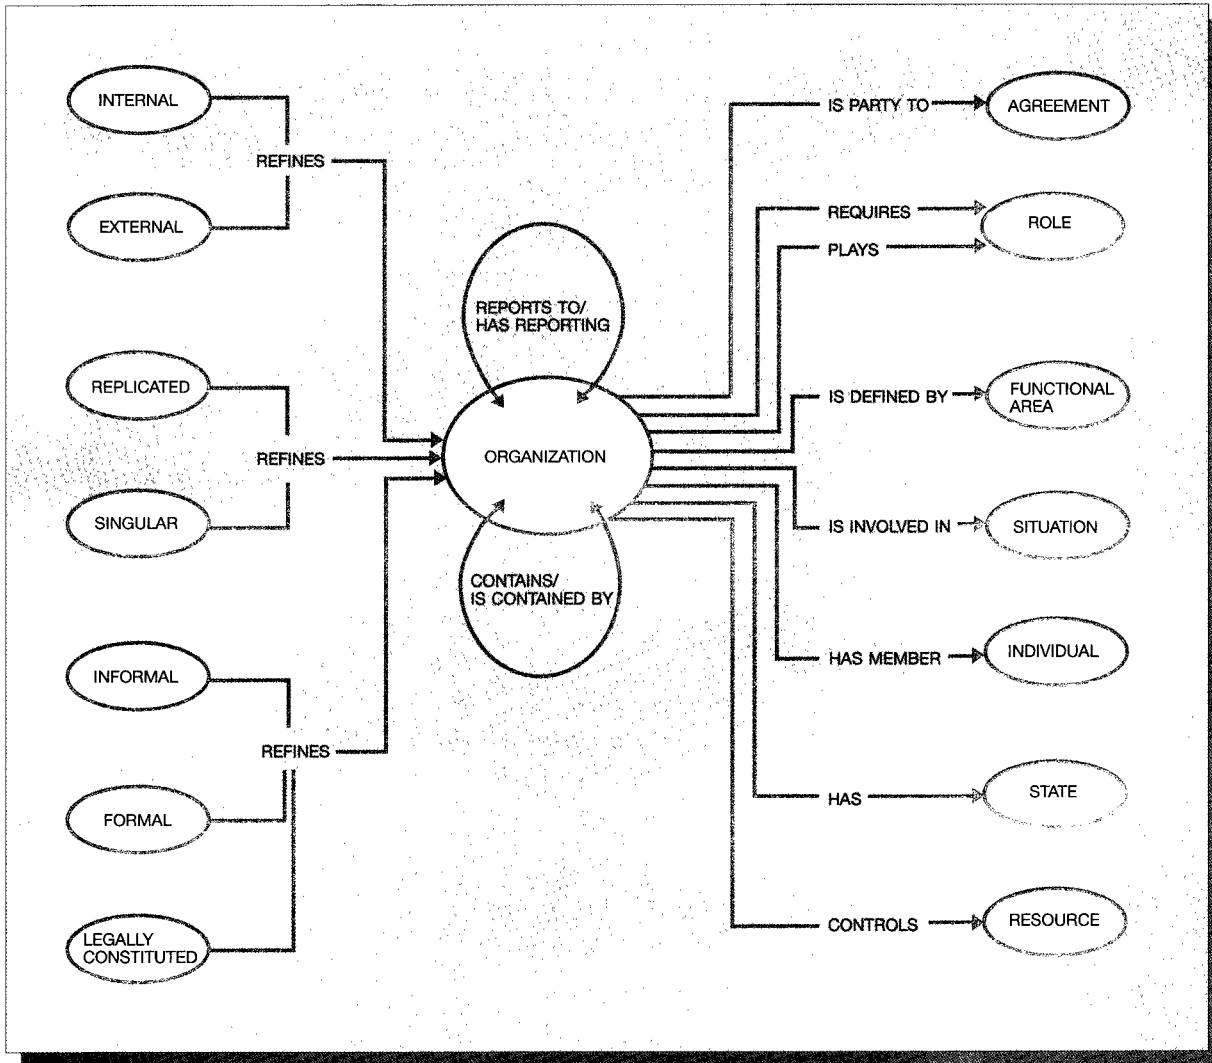 INTERNAL
REFINES
EXTERNAL
REPLICATED
REFINES
SINGULAR
INFORMAL
REFINES
FORMAL
LEGALLY
CONSTITUTED
REPORTS TO/
HAS REPORTING
ORGANIZATION
CONTAINS/
IS CONTAINED BY
IS PARTY TO
AGREEMENT
REQUIRES
PLAYS
ROLE
IS DEFINED BY
FUNCTIONAL
AREA
IS INVOLVED IN
SITUATION
HAS MEMBER
INDIVIDUAL
HAS
STATE
CONTROLS
RESOURCE